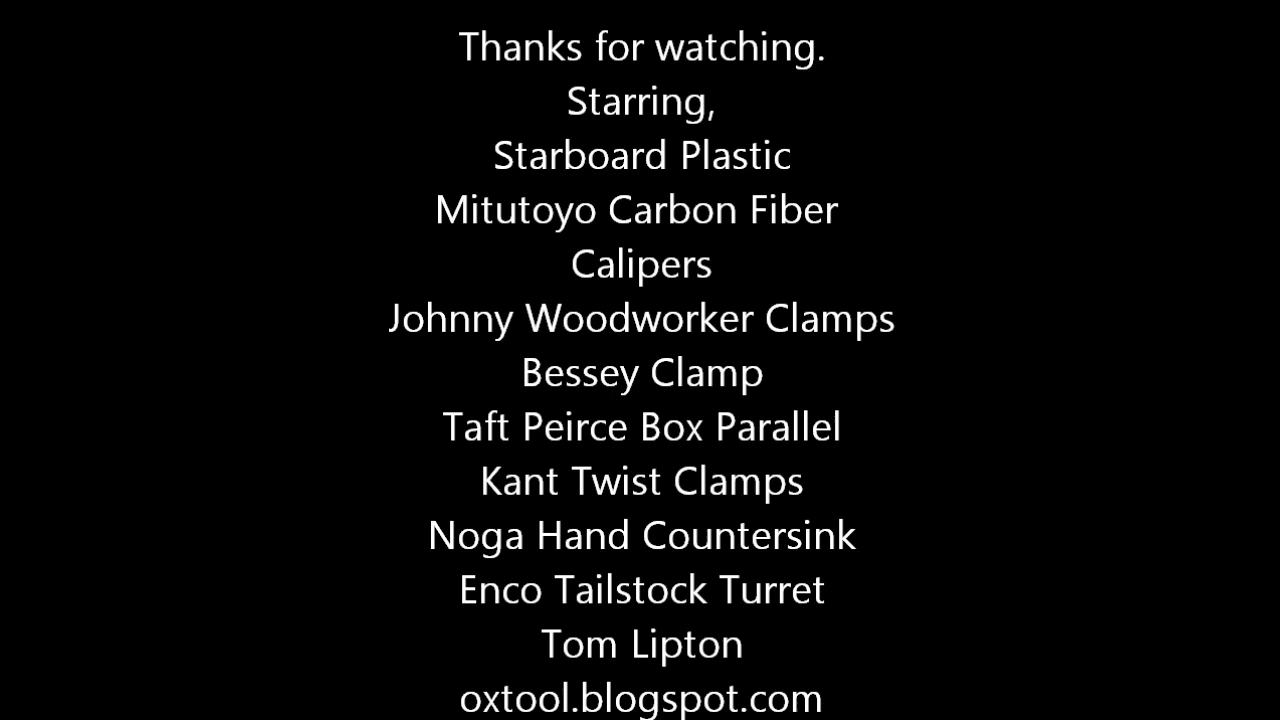 Thanks for watching.
Starring,
Starboard Plastic
Mitutoyo Carbon Fiber
Calipers
Johnny Woodworker Clamps
Bessey Clamp
Taft Peirce Box Parallel
Kant Twist Clamps
Noga Hand Countersink
Enco Tailstock Turret
Tom Lipton
oxtool.blogspot.com